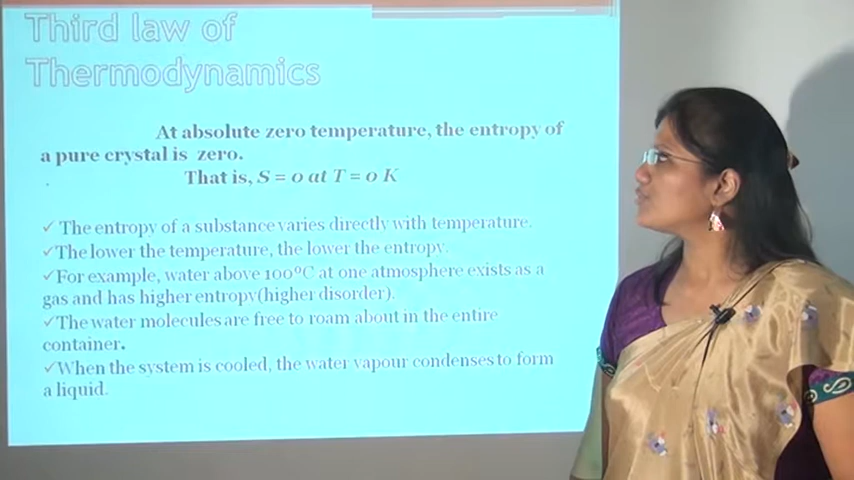 Third law of
Thermodynamics
At absolute zero temperature, the entropy of
a pure crystal is zero.
That is, S = 0 at T = 0 K
✓ The entropy of a substance varies directly with temperature.
✓The lower the temperature, the lower the entropy.
✓For example, water above 100⁰C at one atmosphere exists as a
gas and has higher entropy(higher disorder).
✓The water molecules are free to roam about in the entire
container.
✓When the system is cooled, the water vapour condenses to form
a liquid.